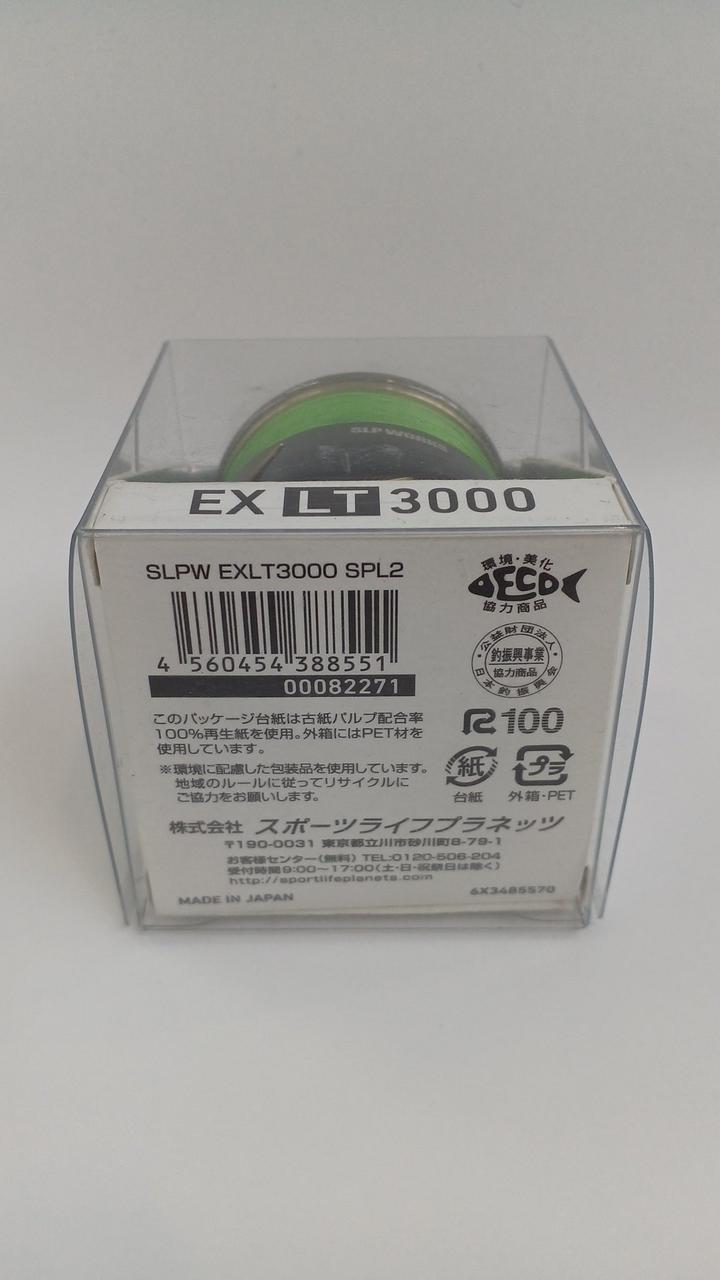 SLP WORKS
EX LT 3000
SLPW EXLT3000 SPL2
4 560454 388551
00082271
このパッケージ台紙は古紙パルプ配合率
100%再生紙を使用。外箱にはPET材を
使用しています。
※環境に配慮した包装品を使用しています。
地域のルールに従ってリサイクルに
ご協力をお願いします。
環境・美化
ECO
協力商品
・公益財団法人・
釣振興事業
協力商品
日本釣振興会
R100
紙
台紙
プラ
外箱・PET
株式会社 スポーツライフプラネッツ
〒190-0031 東京都立川市砂川町8-79-1
お客様センター(無料) TEL:0120-506-204
受付時間9:00〜17:00(土・日・祝祭日は除く)
http://sportlifeplanets.com
MADE IN JAPAN
6X3485570